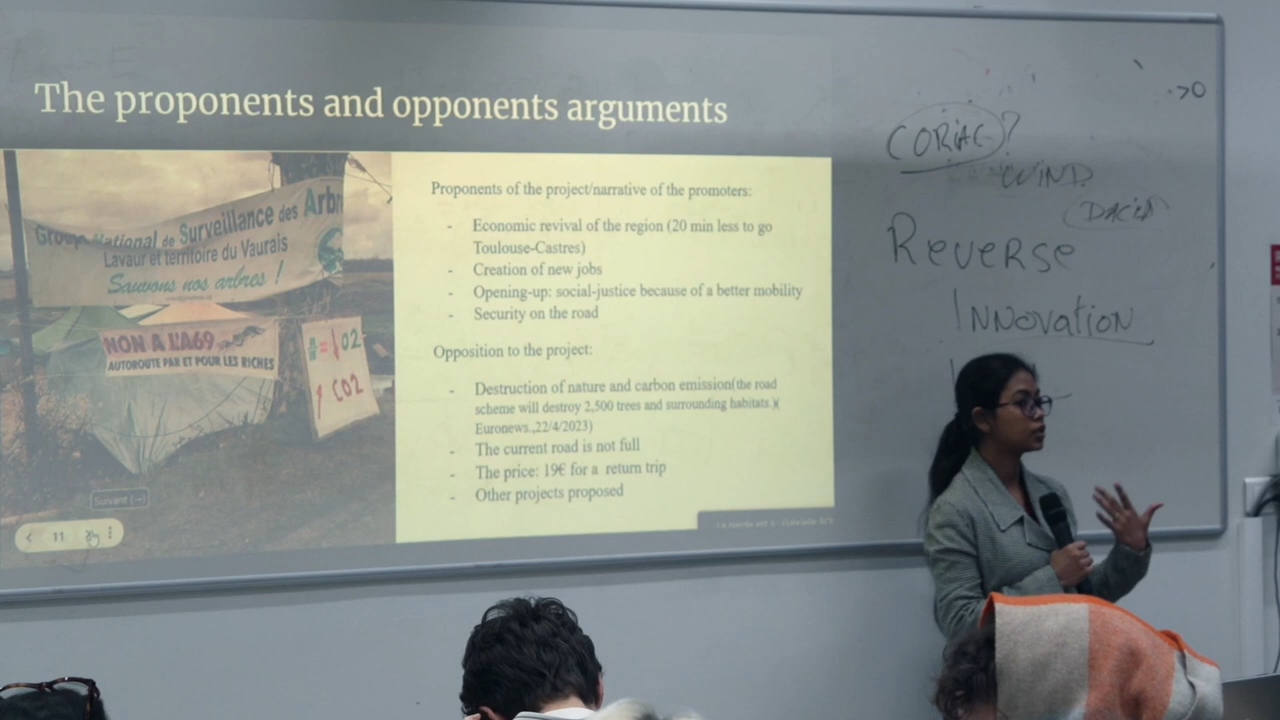 The proponents and opponents arguments
Groupe National de Surveillance des Arbr
Lavaur et territoire du Vaurais
Sauvons nos arbres !
NON A L'A69
AUTOROUTE PAR ET POUR LES RICHES
= ↓ O2
↑ CO2
Suivant (→)
< 11
Proponents of the project/narrative of the promoters:
- Economic revival of the region (20 min less to go
Toulouse-Castres)
- Creation of new jobs
- Opening-up: social-justice because of a better mobility
- Security on the road
Opposition to the project:
- Destruction of nature and carbon emission(the road
scheme will destroy 2,500 trees and surrounding habitats.)(
Euronews.,22/4/2023)
- The current road is not full
- The price: 19€ for a return trip
- Other projects proposed
>0
WIND
Reverse
Innovation